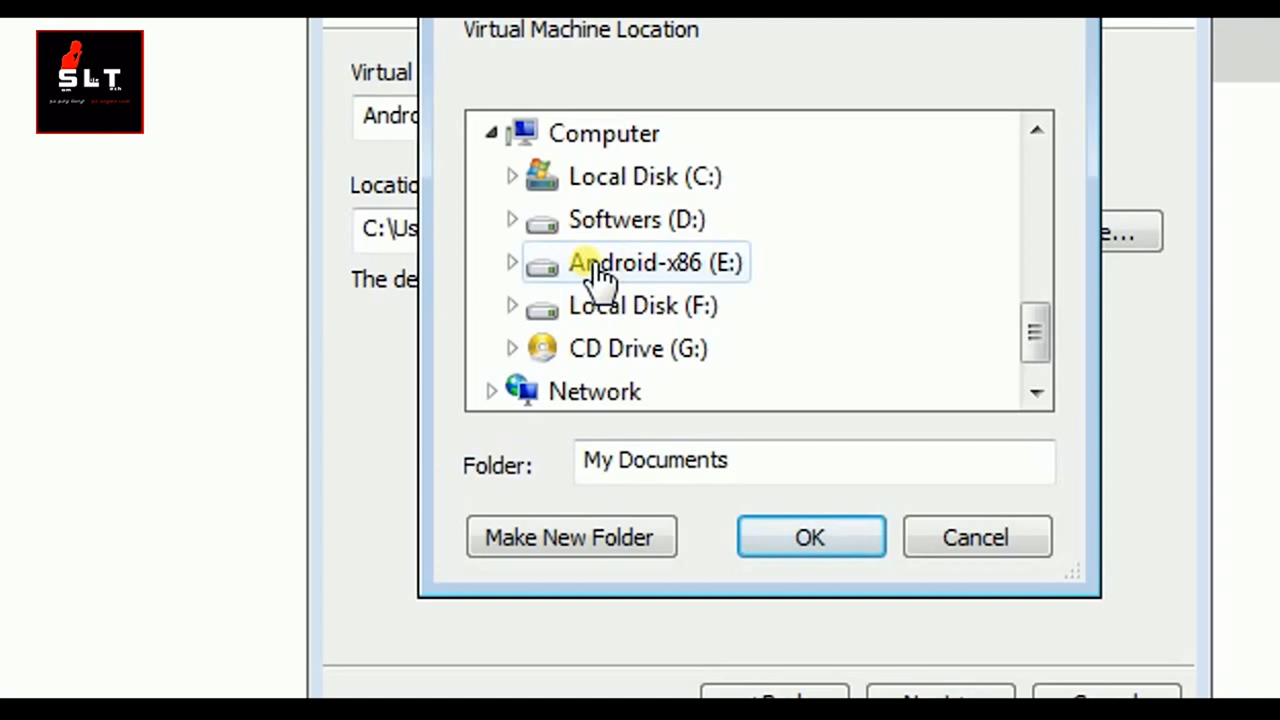 SLT
Virtual Machine Location
Virtual
Andro
Computer
Local Disk (C:)
Locatio
Softwers (D:)
C:\Us
e...
Android-x86 (E:)
The de
Local Disk (F:)
CD Drive (G:)
Network
Folder:
My Documents
Make New Folder
OK
Cancel